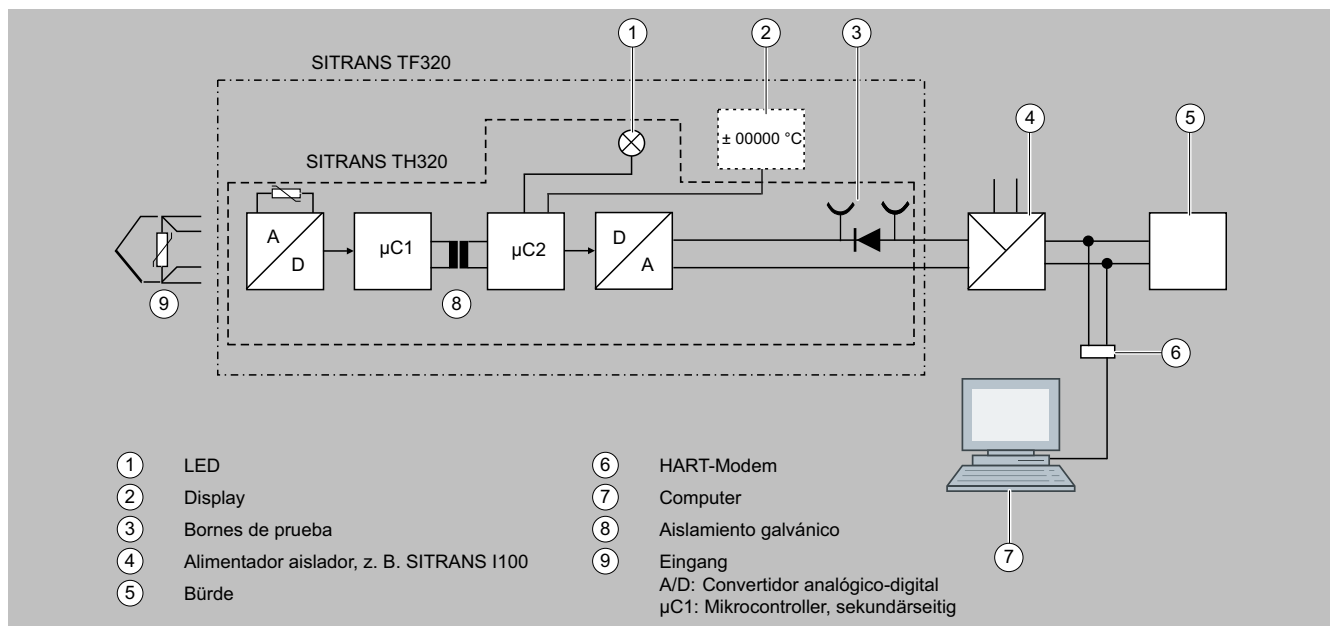 1 2 3
SITRANS TF320
4 5
± 00000 °C
SITRANS TH320
A
D
µC1
µC2
D
A
9
8
6
1 LED
2 Display
3 Bornes de prueba
4 Alimentador aislador, z. B. SITRANS I100
5 Bürde
6 HART-Modem
7 Computer
8 Aislamiento galvánico
9 Eingang
A/D: Convertidor analógico-digital
µC1: Mikrocontroller, sekundärseitig
7